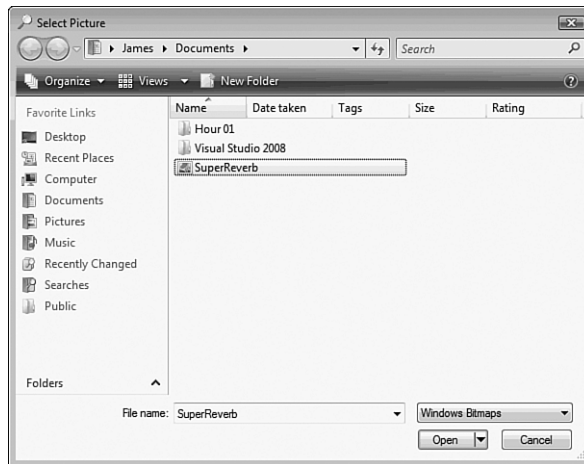 Select Picture
James Documents Search
Organize Views New Folder
Favorite Links
Desktop
Recent Places
Computer
Documents
Pictures
Music
Recently Changed
Searches
Public
Folders
Name Date taken Tags Size Rating
Hour 01
Visual Studio 2008
SuperReverb
File name: SuperReverb Windows Bitmaps
Open Cancel